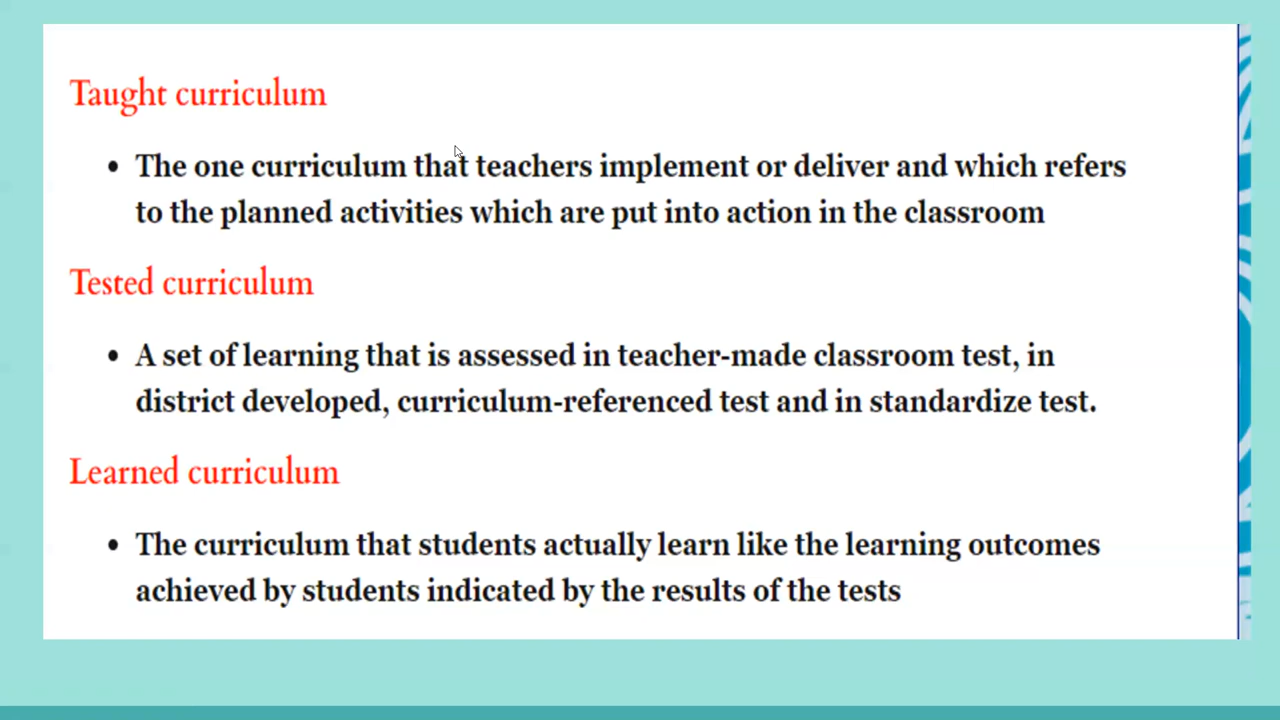 Taught curriculum
• The one curriculum that teachers implement or deliver and which refers
to the planned activities which are put into action in the classroom
Tested curriculum
• A set of learning that is assessed in teacher-made classroom test, in
district developed, curriculum-referenced test and in standardize test.
Learned curriculum
• The curriculum that students actually learn like the learning outcomes
achieved by students indicated by the results of the tests